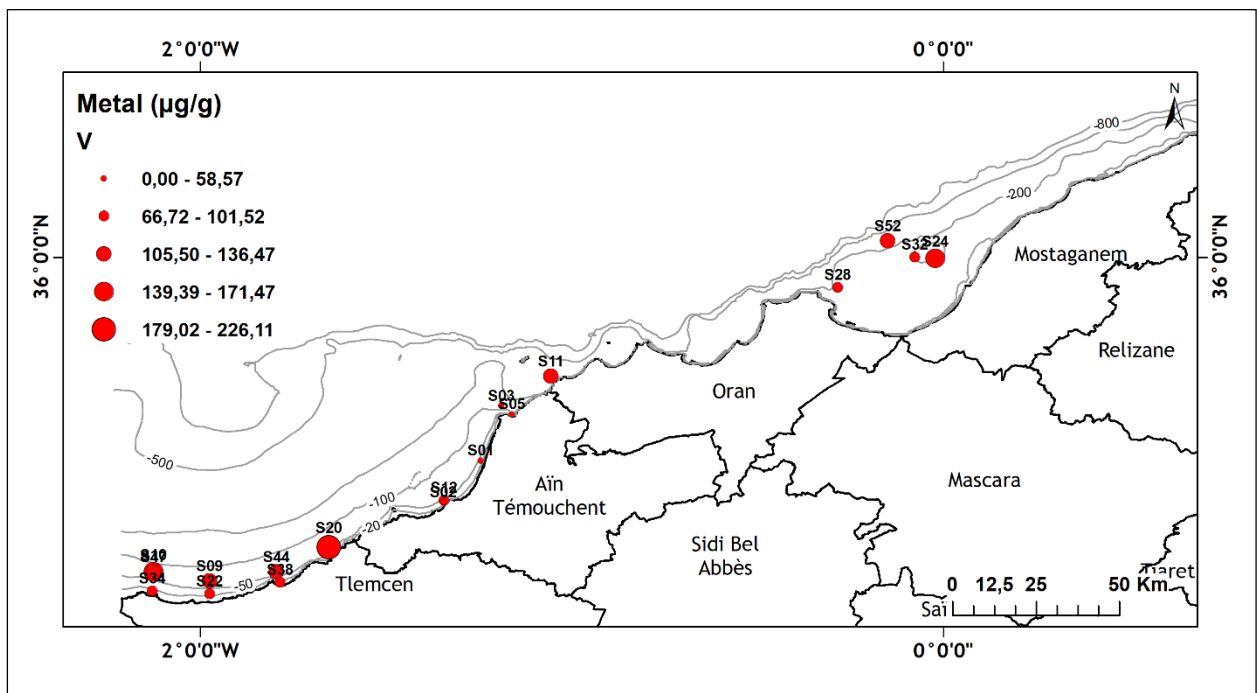 2°0'0"W
0°0'0"
N
Metal (µg/g)
V
0,00 - 58,57
66,72 - 101,52
105,50 - 136,47
139,39 - 171,47
179,02 - 226,11
36°0'0"N
36°0'0"N
-800
-200
S52
S32
S24
S28
Mostaganem
Relizane
S11
Oran
S03
S05
-500
S01
Mascara
Aïn
Témouchent
S12
S02
-100
-20
S20
Sidi Bel
Abbès
S09
S44
S34
S22
S38
-50
Tlemcen
Tiaret
0 12,5 25 50 Km
Saï
2°0'0"W
0°0'0"